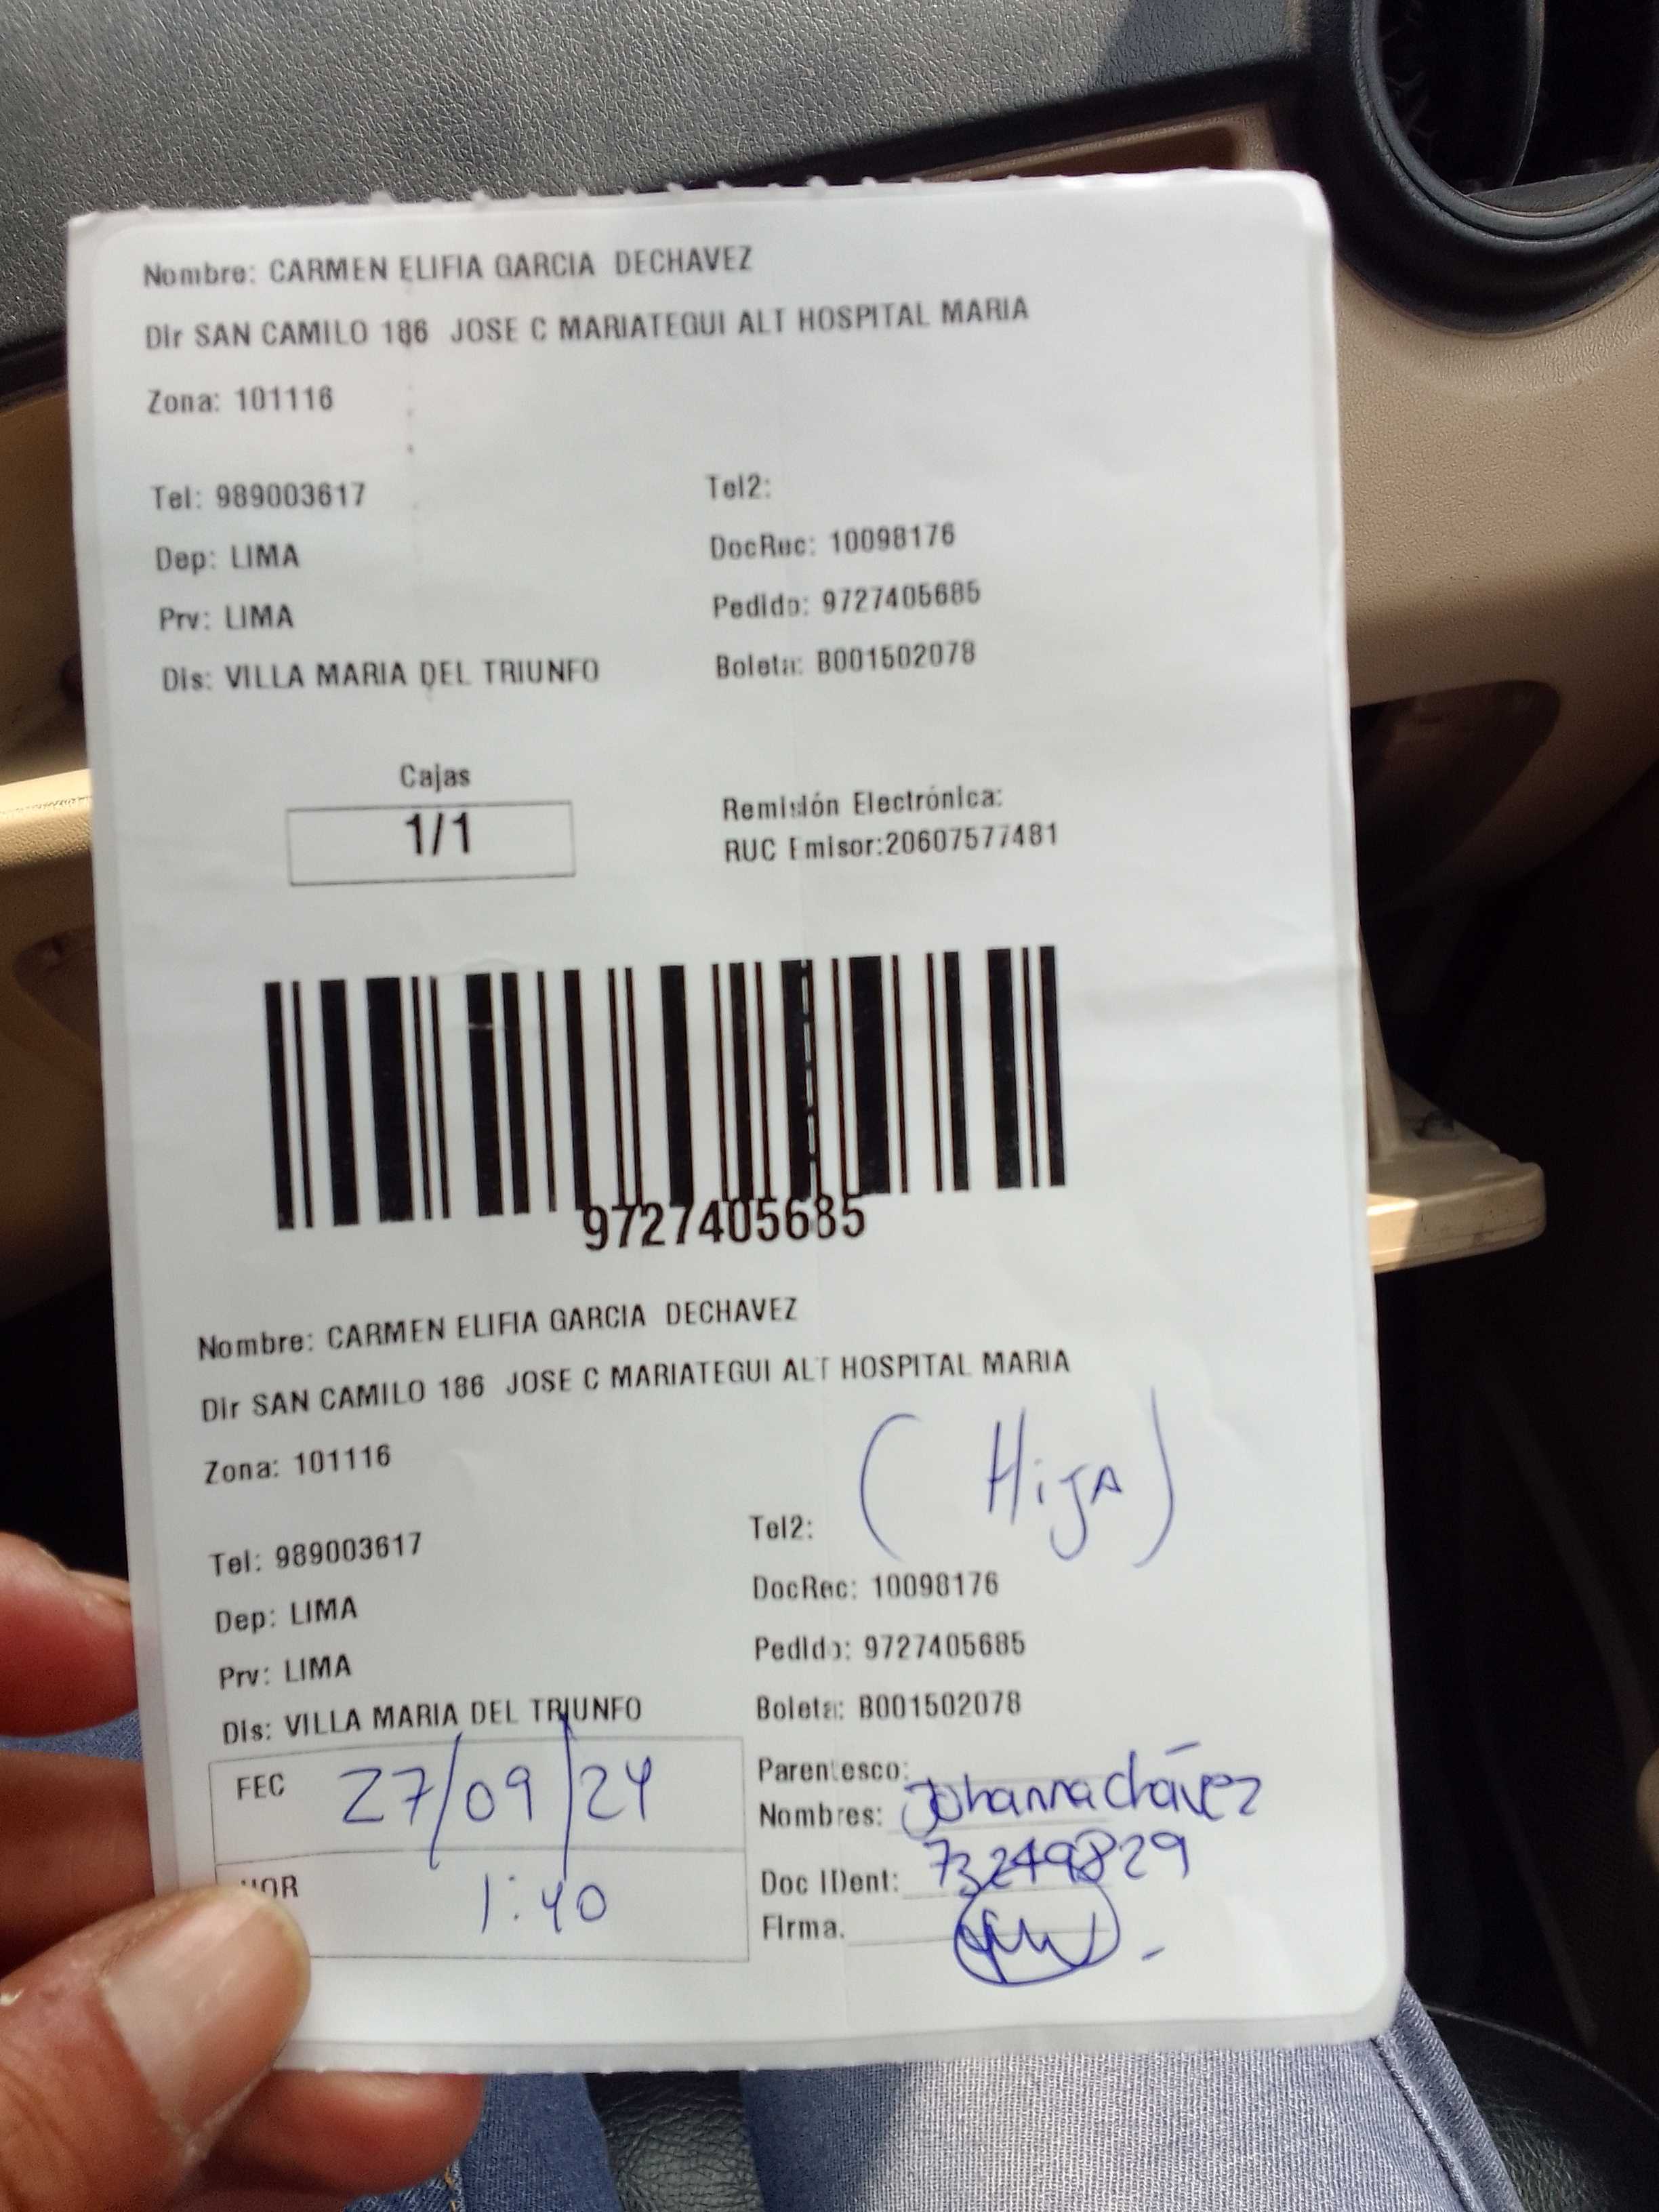 Nombre: CARMEN ELIFIA GARCIA DECHAVEZ
Dir SAN CAMILO 186 JOSE C MARIATEGUI ALT HOSPITAL MARIA
Zona: 101116
Tel: 989003617
Tel2:
Dep: LIMA
DocRec: 10098176
Prv: LIMA
Pedido: 9727405685
Dis: VILLA MARIA DEL TRIUNFO
Boleta: B001502078
Cajas
1/1
Remisión Electrónica:
RUC Emisor:20607577481
9727405685
Nombre: CARMEN ELIFIA GARCIA DECHAVEZ
Dir SAN CAMILO 186 JOSE C MARIATEGUI ALT HOSPITAL MARIA
Zona: 101116
(HijA)
Tel: 989003617
Tel2:
Dep: LIMA
DocRec: 10098176
Prv: LIMA
Pedido: 9727405685
Dis: VILLA MARIA DEL TRIUNFO
Boleta: B001502078
FEC 27/09/24
HOR 1:40
Parentesco:
Nombres: Johanna Chávez
Doc IDent: 73249829
Firma.